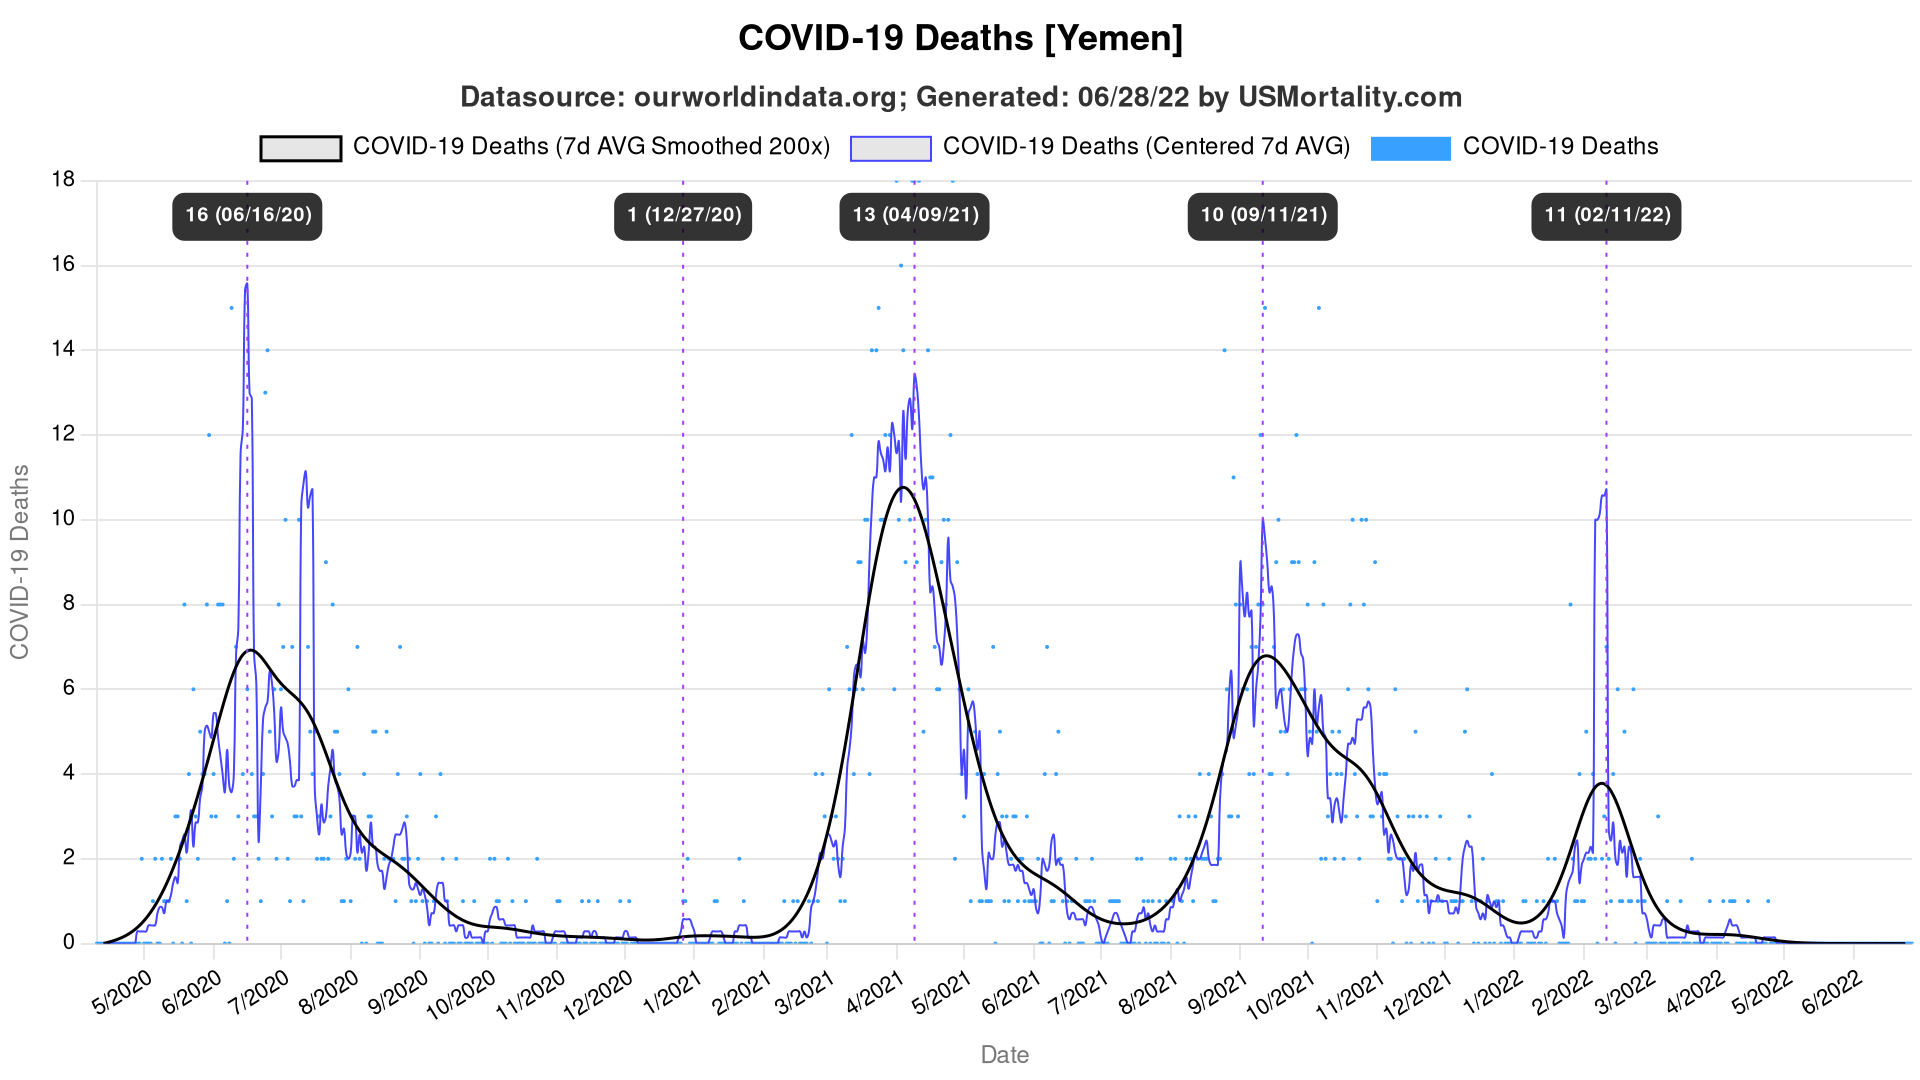 COVID-19 Deaths [Yemen]
Datasource: ourworldindata.org; Generated: 06/28/22 by USMortality.com
COVID-19 Deaths (7d AVG Smoothed 200x) COVID-19 Deaths (Centered 7d AVG) COVID-19 Deaths
16 (06/16/20) 1 (12/27/20) 13 (04/09/21) 10 (09/11/21) 11 (02/11/22)
18
16
14
12
10
8
6
4
2
0
COVID-19 Deaths
5/2020 6/2020 7/2020 8/2020 9/2020 10/2020 11/2020 12/2020 1/2021 2/2021 3/2021 4/2021 5/2021 6/2021 7/2021 8/2021 9/2021 10/2021 11/2021 12/2021 1/2022 2/2022 3/2022 4/2022 5/2022 6/2022
Date